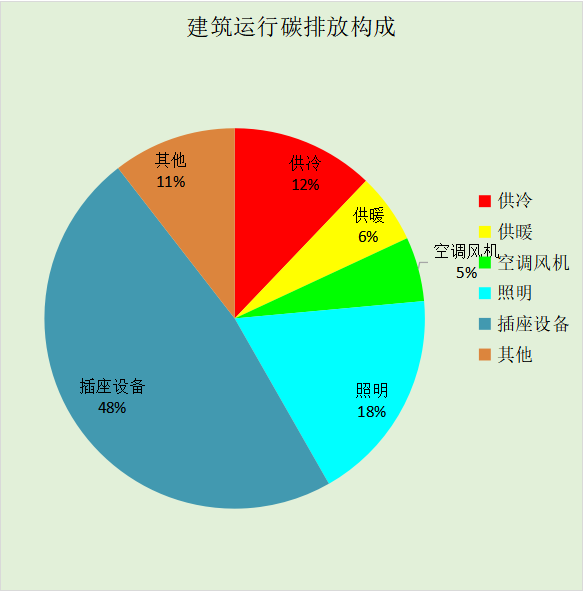 建筑运行碳排放构成
其他
11%
供冷
12%
供暖
6%
空调风机
5%
照明
18%
插座设备
48%
供冷
供暖
空调风机
照明
插座设备
其他